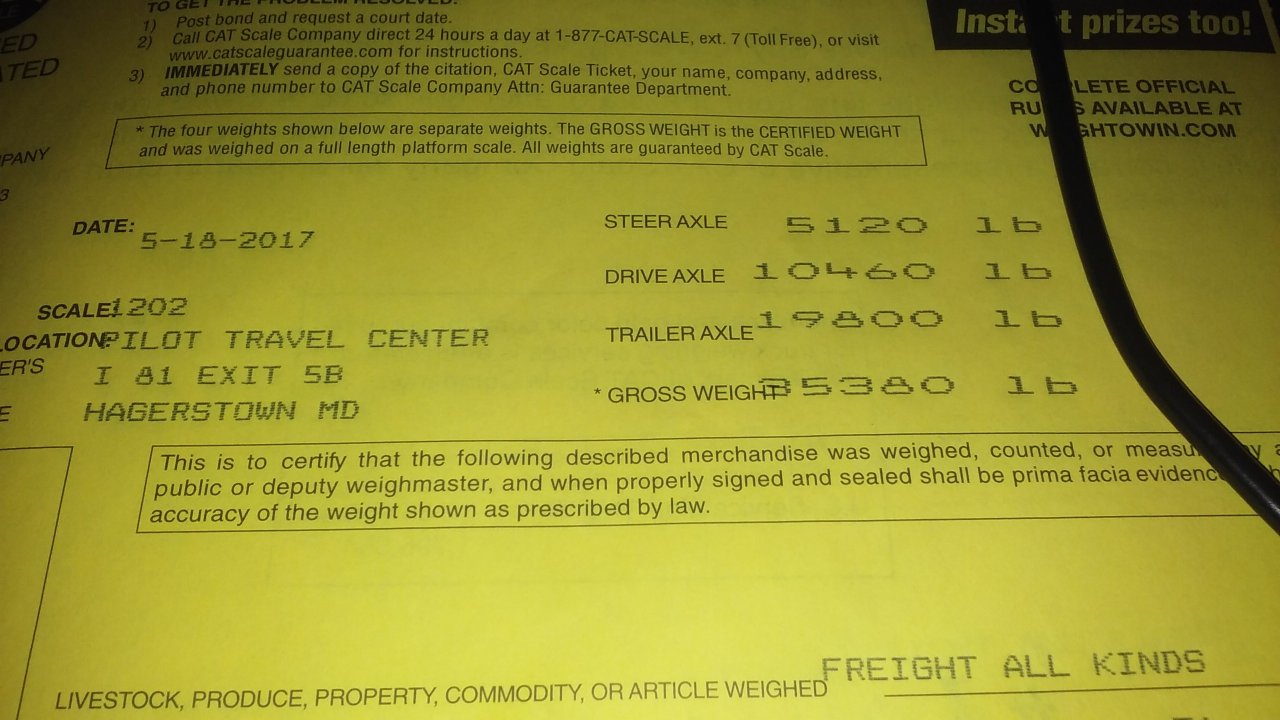 TO GET THE PROBLEM RESOLVED:
1) Post bond and request a court date.
2) Call CAT Scale Company direct 24 hours a day at 1-877-CAT-SCALE, ext. 7 (Toll Free), or visit
www.catscaleguarantee.com for instructions.
3) IMMEDIATELY send a copy of the citation, CAT Scale Ticket, your name, company, address,
and phone number to CAT Scale Company Attn: Guarantee Department.
Instant prizes too!
COMPLETE OFFICIAL
RULES AVAILABLE AT
WEIGHTOWIN.COM
* The four weights shown below are separate weights. The GROSS WEIGHT is the CERTIFIED WEIGHT
and was weighed on a full length platform scale. All weights are guaranteed by CAT Scale.
DATE: 5-18-2017
SCALE: 1202
LOCATION: PILOT TRAVEL CENTER
I 81 EXIT 5B
HAGERSTOWN MD
STEER AXLE 5120 lb
DRIVE AXLE 10460 lb
TRAILER AXLE 19800 lb
* GROSS WEIGHT 35380 lb
This is to certify that the following described merchandise was weighed, counted, or measu
public or deputy weighmaster, and when properly signed and sealed shall be prima facia evidenc
accuracy of the weight shown as prescribed by law.
FREIGHT ALL KINDS
LIVESTOCK, PRODUCE, PROPERTY, COMMODITY, OR ARTICLE WEIGHED